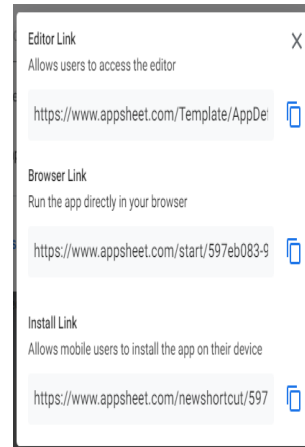 Editor Link
Allows users to access the editor
https://www.appsheet.com/Template/AppDef
Browser Link
Run the app directly in your browser
https://www.appsheet.com/start/597eb083-9
Install Link
Allows mobile users to install the app on their device
https://www.appsheet.com/newshortcut/597